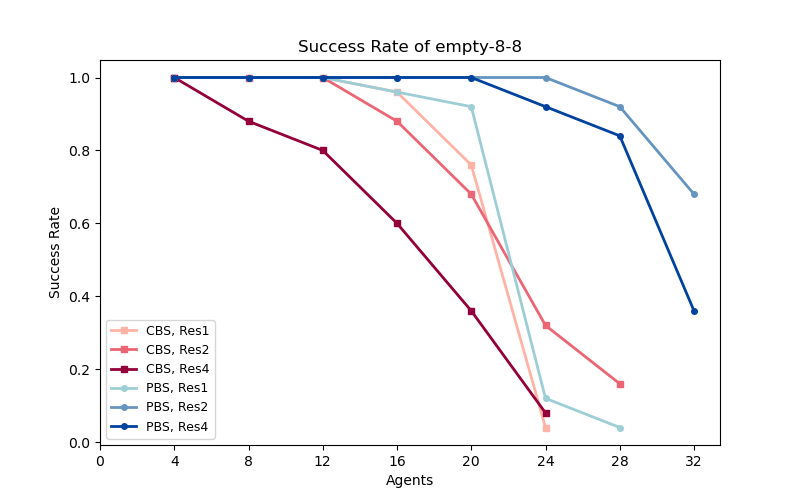 Success Rate of empty-8-8
1.0
0.8
0.6
0.4
0.2
0.0
Success Rate
CBS, Res1
CBS, Res2
CBS, Res4
PBS, Res1
PBS, Res2
PBS, Res4
0 4 8 12 16 20 24 28 32
Agents